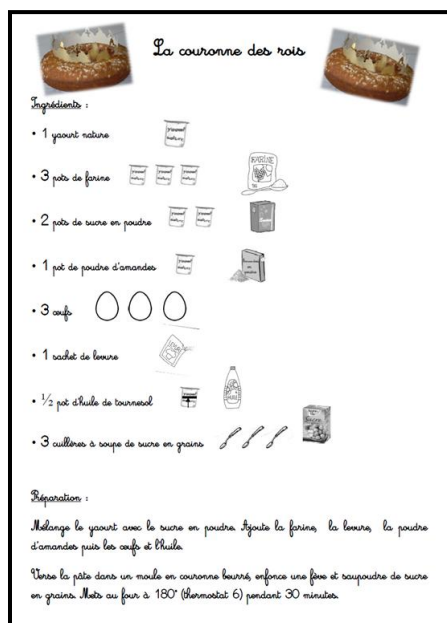 La couronne des rois
Ingrédients :
• 1 yaourt nature
• 3 pots de farine
FARINE
• 2 pots de sucre en poudre
• 1 pot de poudre d'amandes
• 3 œufs
• 1 sachet de levure
• ½ pot d'huile de tournesol
• 3 cuillères à soupe de sucre en grains
Préparation :
Mélange le yaourt avec le sucre en poudre. Ajoute la farine, la levure, la poudre
d'amandes puis les œufs et l'huile.
Verse la pâte dans un moule en couronne beurré, enfonce une fève et saupoudre de sucre
en grains. Mets au four à 180° (thermostat 6) pendant 30 minutes.